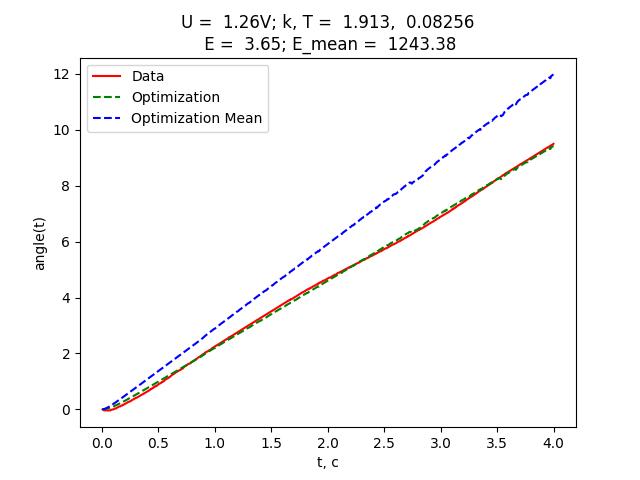 U =  1.26V; k, T =  1.913,  0.08256
E =  3.65; E_mean =  1243.38
Data
Optimization
Optimization Mean
angle(t)
12
10
8
6
4
2
0
0.0 0.5 1.0 1.5 2.0 2.5 3.0 3.5 4.0
t, c